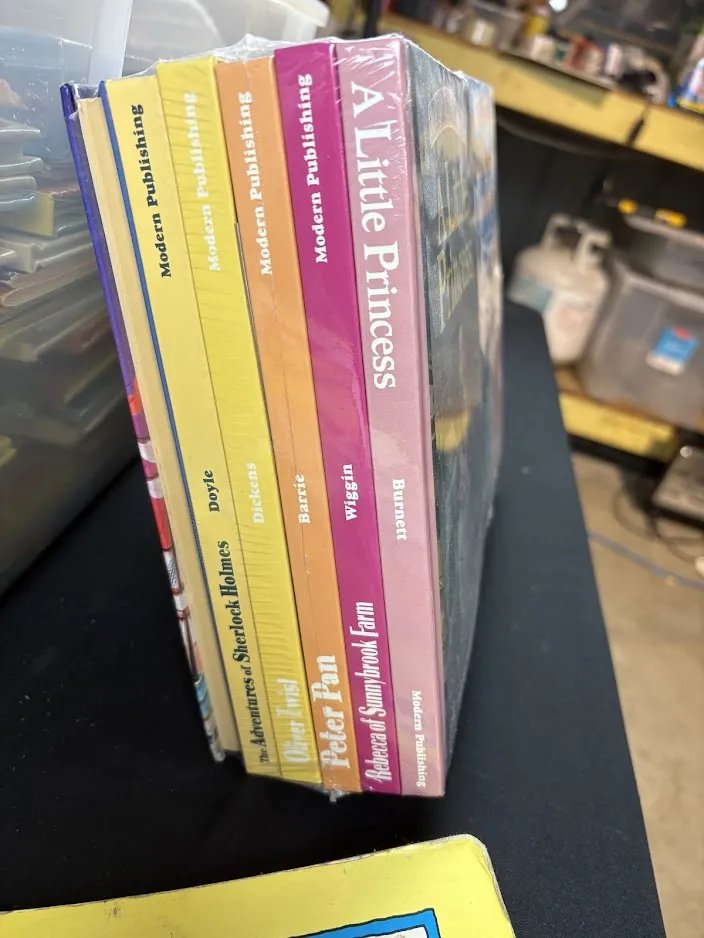 Modern Publishing
Doyle
The Adventures of Sherlock Holmes
Modern Publishing
Dickens
Oliver Twist
Modern Publishing
Barrie
Peter Pan
Modern Publishing
Wiggin
Rebecca of Sunnybrook Farm
A Little Princess
Burnett
Modern Publishing